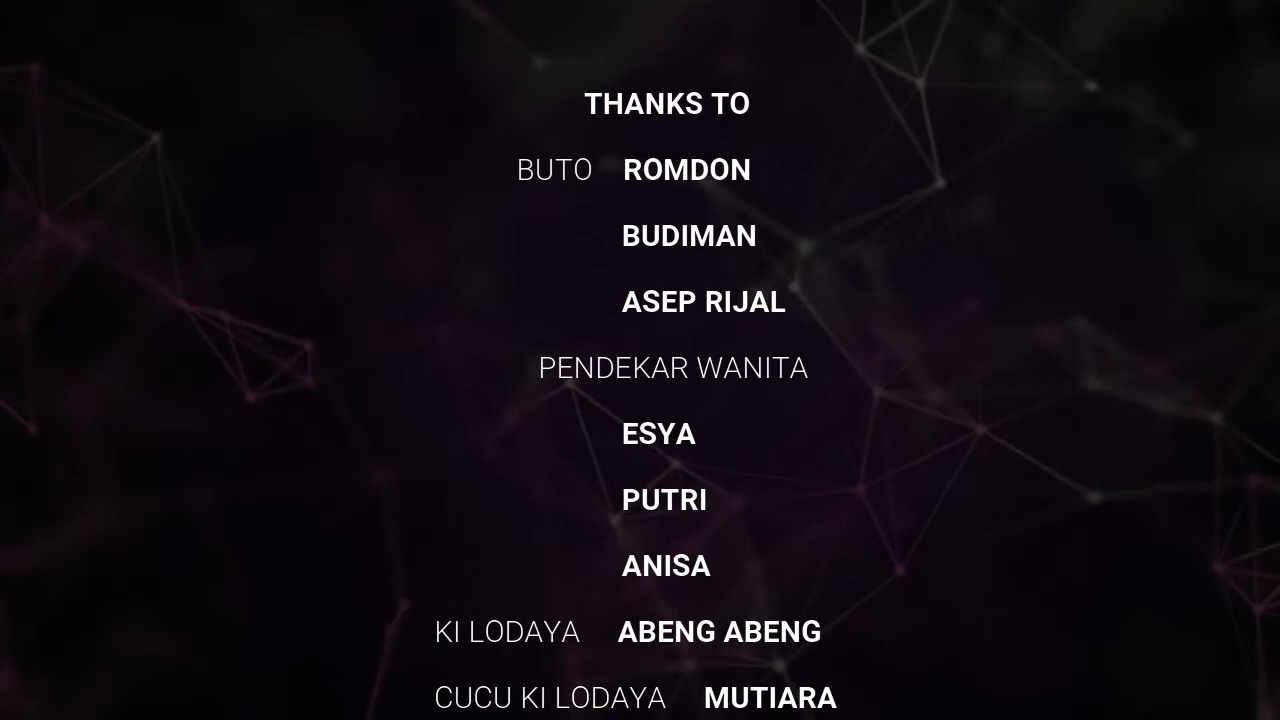 THANKS TO
BUTO ROMDON
BUDIMAN
ASEP RIJAL
PENDEKAR WANITA
ESYA
PUTRI
ANISA
KI LODAYA ABENG ABENG
CUCU KI LODAYA MUTIARA